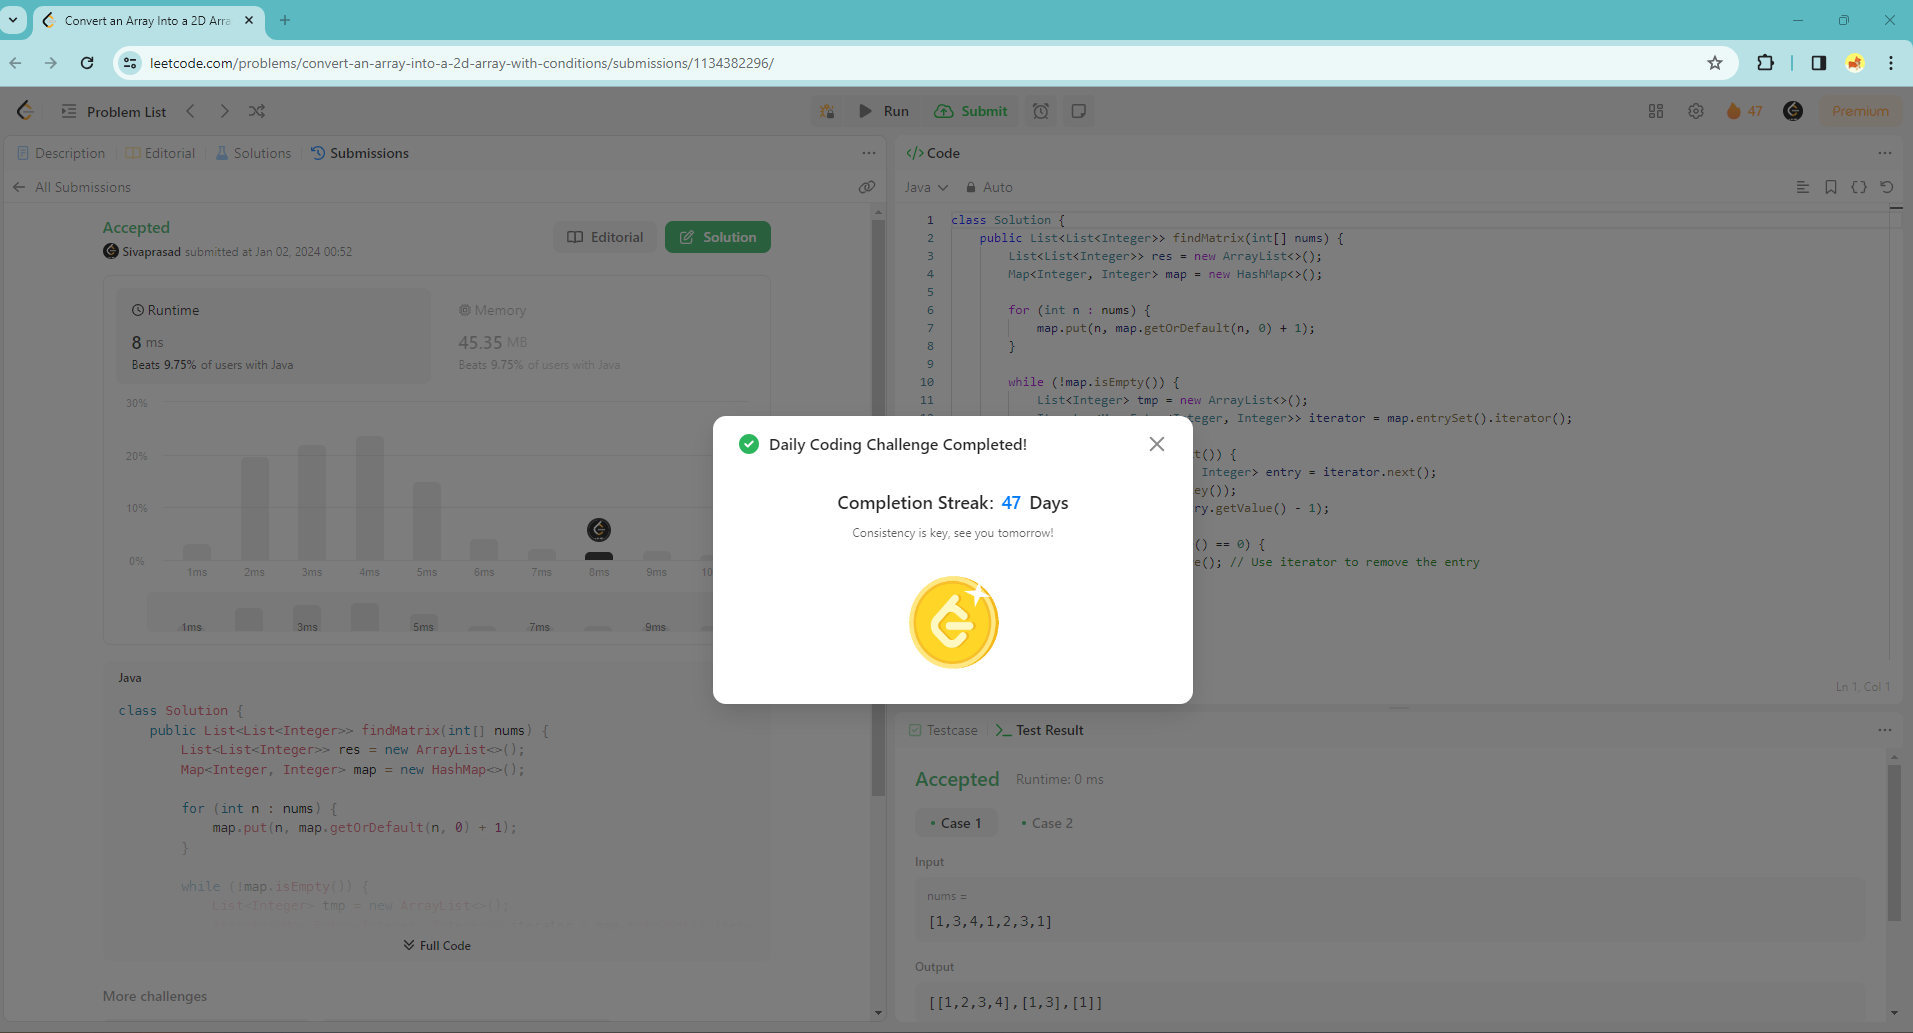 Convert an Array Into a 2D Arra
leetcode.com/problems/convert-an-array-into-a-2d-array-with-conditions/submissions/1134382296/
Problem List
Run
Submit
47
Premium
Description
Editorial
Solutions
Submissions
All Submissions
Accepted
Sivaprasad submitted at Jan 02, 2024 00:52
Editorial
Solution
Runtime
8 ms
Beats 9.75% of users with Java
Memory
45.35 MB
Beats 9.75% of users with Java
30%
20%
10%
0%
1ms 2ms 3ms 4ms 5ms 6ms 7ms 8ms 9ms 10
1ms 3ms 5ms 7ms 9ms
Java
class Solution {
public List<List<Integer>> findMatrix(int[] nums) {
List<List<Integer>> res = new ArrayList<>();
Map<Integer, Integer> map = new HashMap<>();
for (int n : nums) {
map.put(n, map.getOrDefault(n, 0) + 1);
}
while (!map.isEmpty()) {
List<Integer> tmp = new ArrayList<>();
Full Code
More challenges
Daily Coding Challenge Completed!
Completion Streak: 47 Days
Consistency is key, see you tomorrow!
</> Code
Java
Auto
1 class Solution {
2 public List<List<Integer>> findMatrix(int[] nums) {
3 List<List<Integer>> res = new ArrayList<>();
4 Map<Integer, Integer> map = new HashMap<>();
5
6 for (int n : nums) {
7 map.put(n, map.getOrDefault(n, 0) + 1);
8 }
9
10 while (!map.isEmpty()) {
11 List<Integer> tmp = new ArrayList<>();
Integer>> iterator = map.entrySet().iterator();
t()) {
Integer> entry = iterator.next();
ey());
ry.getValue() - 1);
() == 0) {
e(); // Use iterator to remove the entry
Ln 1, Col 1
Testcase
Test Result
Accepted
Runtime: 0 ms
• Case 1
• Case 2
Input
nums =
[1,3,4,1,2,3,1]
Output
[[1,2,3,4],[1,3],[1]]